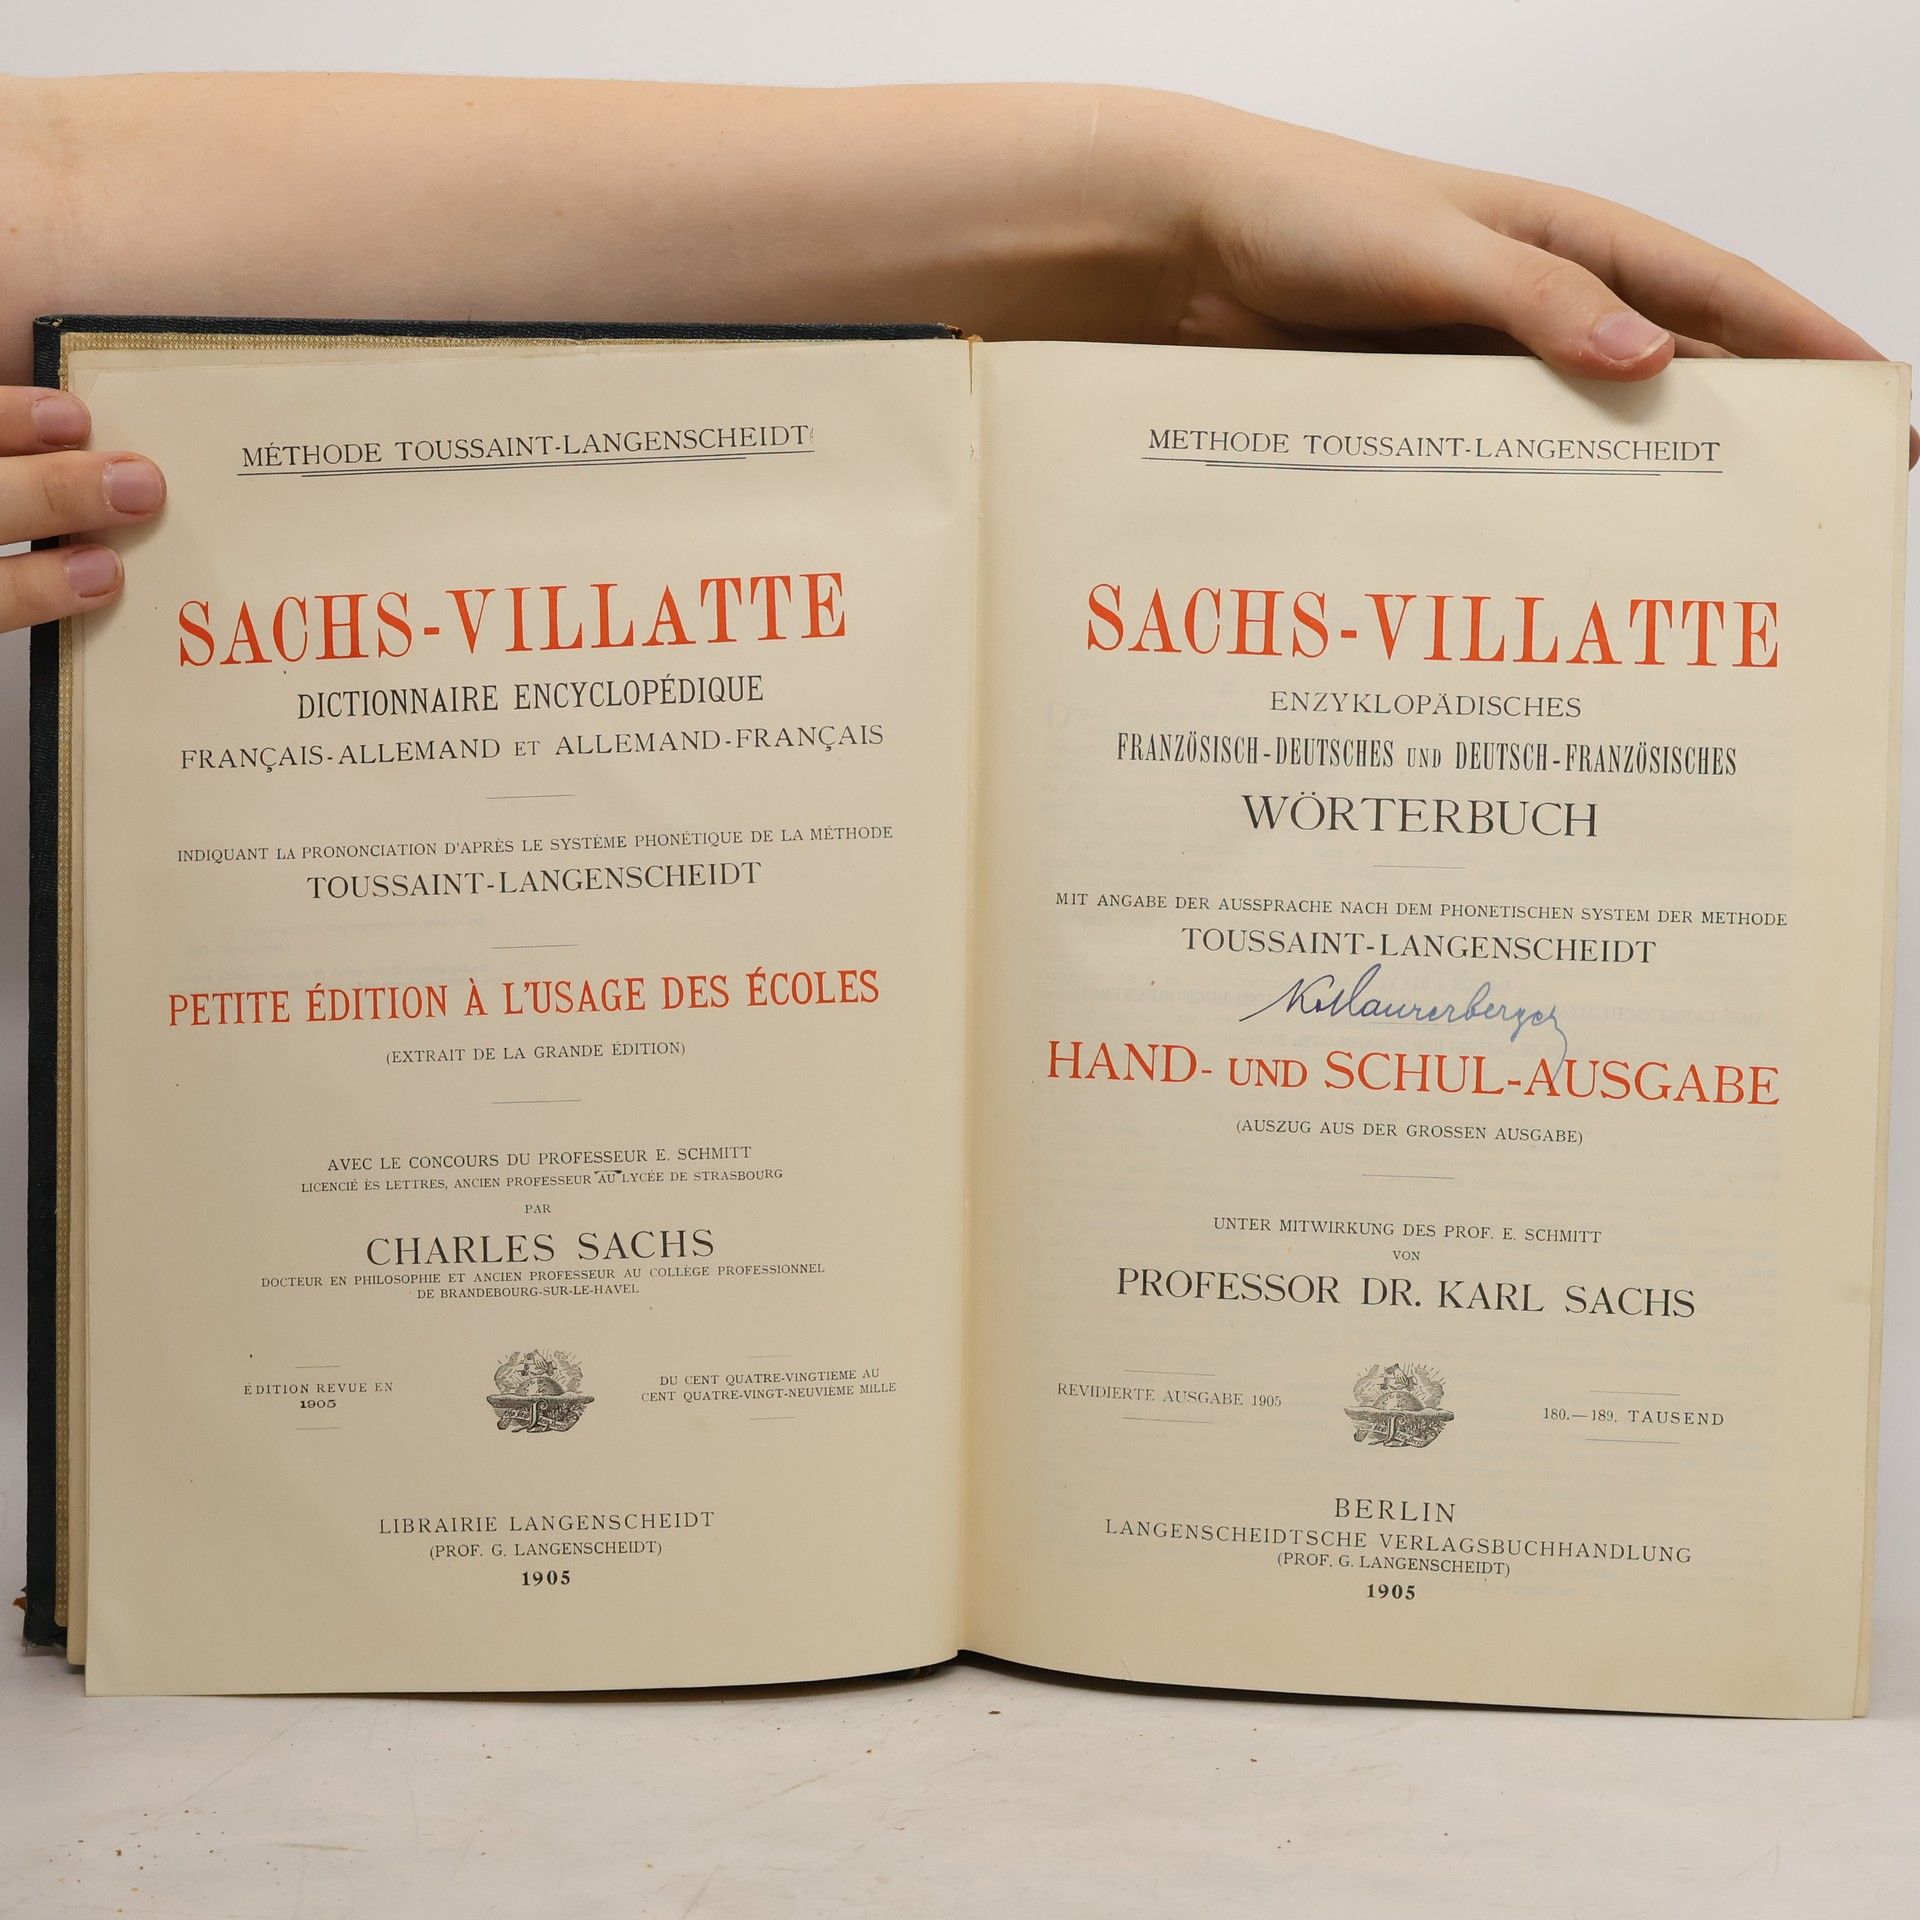 MÉTHODE TOUSSAINT-LANGENSCHEIDT
SACHS-VILLATTE
DICTIONNAIRE ENCYCLOPÉDIQUE
FRANÇAIS-ALLEMAND ET ALLEMAND-FRANÇAIS
INDIQUANT LA PRONONCIATION D'APRÈS LE SYSTÈME PHONÉTIQUE DE LA MÉTHODE
TOUSSAINT-LANGENSCHEIDT
PETITE ÉDITION À L'USAGE DES ÉCOLES
(EXTRAIT DE LA GRANDE ÉDITION)
AVEC LE CONCOURS DU PROFESSEUR E. SCHMITT
LICENCIÉ ÈS LETTRES, ANCIEN PROFESSEUR AU LYCÉE DE STRASBOURG
PAR
CHARLES SACHS
DOCTEUR EN PHILOSOPHIE ET ANCIEN PROFESSEUR AU COLLÈGE PROFESSIONNEL
DE BRANDEBOURG-SUR-LE-HAVEL
ÉDITION REVUE EN
1905
DU CENT QUATRE-VINGTIÈME AU
CENT QUATRE-VINGT-NEUVIÈME MILLE
LIBRAIRIE LANGENSCHEIDT
(PROF. G. LANGENSCHEIDT)
1905
METHODE TOUSSAINT-LANGENSCHEIDT
SACHS-VILLATTE
ENZYKLOPÄDISCHES
FRANZÖSISCH-DEUTSCHES UND DEUTSCH-FRANZÖSISCHES
WÖRTERBUCH
MIT ANGABE DER AUSSPRACHE NACH DEM PHONETISCHEN SYSTEM DER METHODE
TOUSSAINT-LANGENSCHEIDT
HAND- UND SCHUL-AUSGABE
(AUSZUG AUS DER GROSSEN AUSGABE)
UNTER MITWIRKUNG DES PROF. E. SCHMITT
VON
PROFESSOR DR. KARL SACHS
REVIDIERTE AUSGABE 1905
180.—189. TAUSEND
BERLIN
LANGENSCHEIDTSCHE VERLAGSBUCHHANDLUNG
(PROF. G. LANGENSCHEIDT)
1905